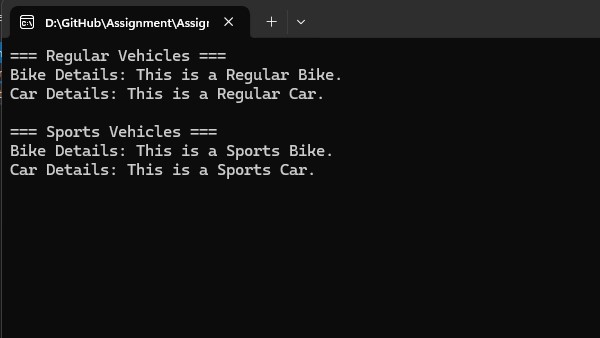 D:\GitHub\Assignment\Assigr
=== Regular Vehicles ===
Bike Details: This is a Regular Bike.
Car Details: This is a Regular Car.
=== Sports Vehicles ===
Bike Details: This is a Sports Bike.
Car Details: This is a Sports Car.